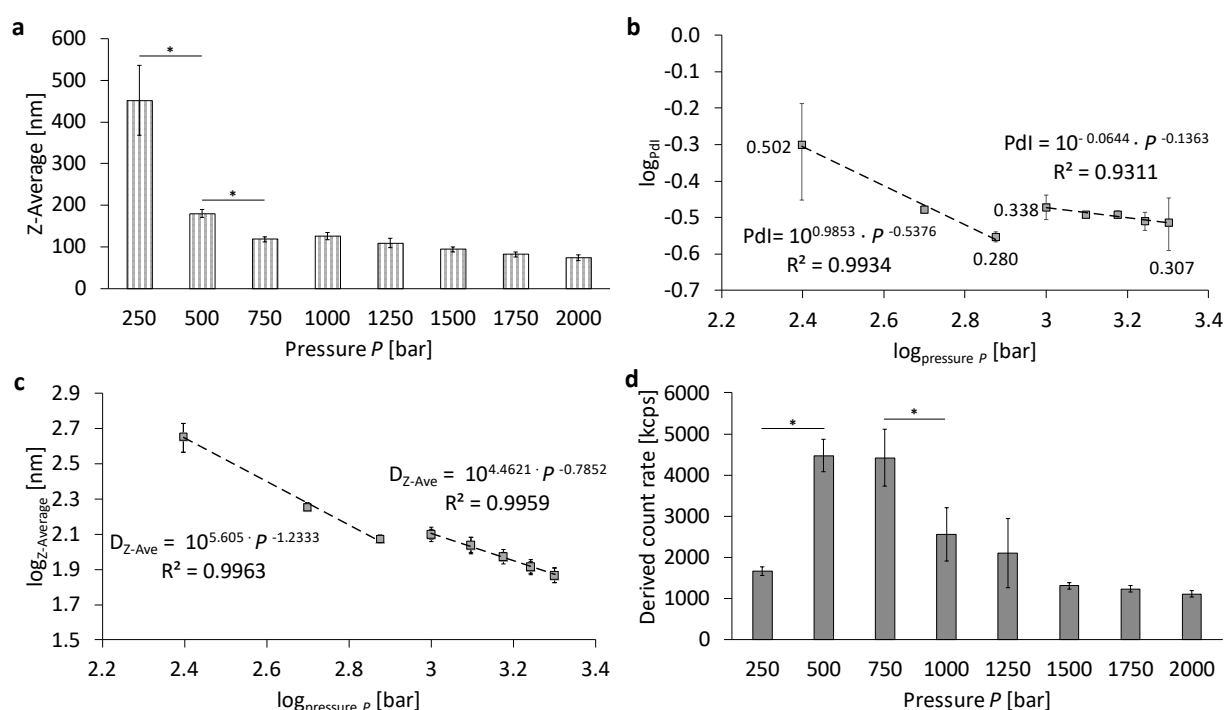 a
600
500
400
300
200
100
0
Z-Average [nm]
*
*
250 500 750 1000 1250 1500 1750 2000
Pressure P [bar]
b
0.0
-0.1
-0.2
-0.3
-0.4
-0.5
-0.6
-0.7
log PdI
0.502
PdI = 10^-0.0644 · P^-0.1363
R² = 0.9311
0.338
PdI= 10^0.9853 · P^-0.5376
R² = 0.9934
0.280
0.307
2.2 2.4 2.6 2.8 3 3.2 3.4
log pressure P [bar]
c
2.9
2.7
2.5
2.3
2.1
1.9
1.7
1.5
log Z-Average [nm]
D Z-Ave = 10^4.4621 · P^-0.7852
R² = 0.9959
D Z-Ave = 10^5.605 · P^-1.2333
R² = 0.9963
2.2 2.4 2.6 2.8 3 3.2 3.4
log pressure P [bar]
d
6000
5000
4000
3000
2000
1000
0
Derived count rate [kcps]
*
*
250 500 750 1000 1250 1500 1750 2000
Pressure P [bar]